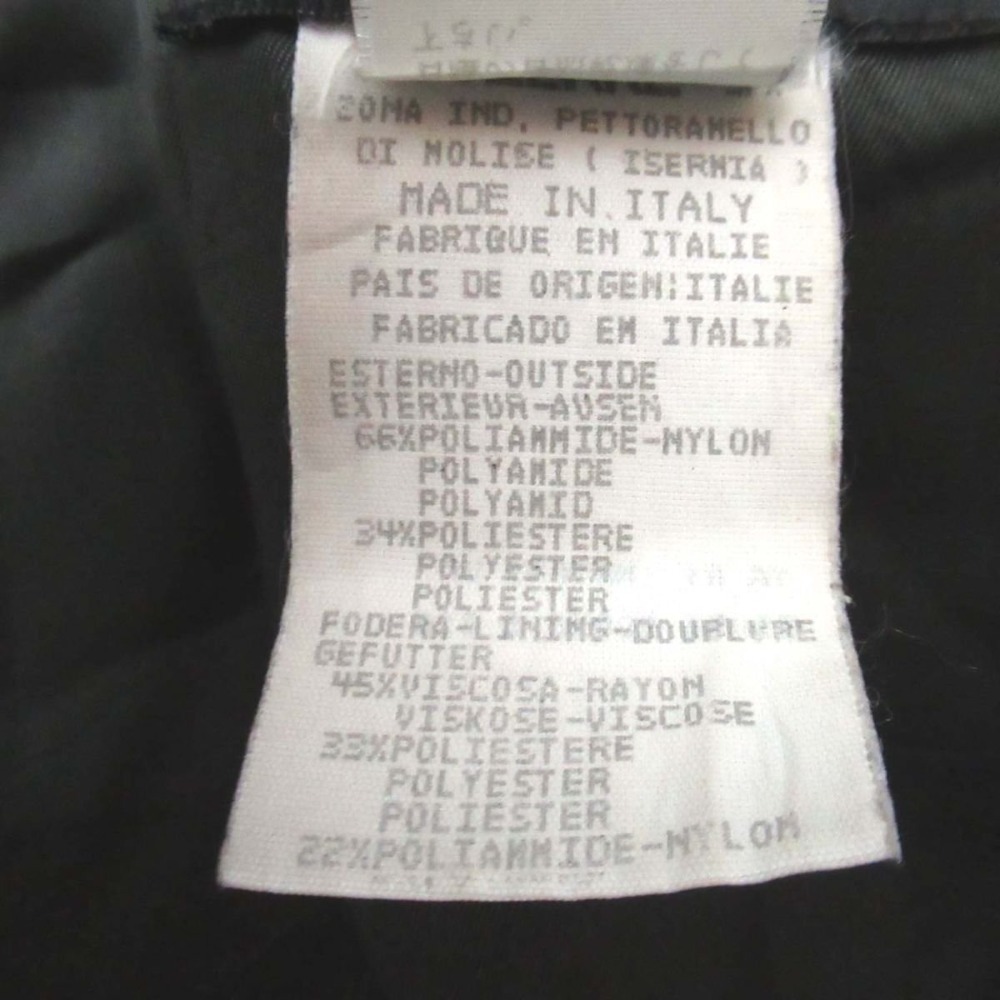 ZONA IND. PETTORANELLO
DI MOLISE ( ISERNIA )
MADE IN ITALY
FABRIQUE EN ITALIE
PAIS DE ORIGEN:ITALIE
FABRICADO EN ITALIA
ESTERNO-OUTSIDE
EXTERIEUR-AUSEN
66%POLIAMMIDE-NYLON
POLYAMIDE
POLYAMID
34%POLIESTERE
POLYESTER
POLIESTER
FODERA-LINING-DOUBLURE
GEFUTTER
45%VISCOSA-RAYON
VISKOSE-VISCOSE
33%POLIESTERE
POLYESTER
POLIESTER
22%POLIAMMIDE-NYLON